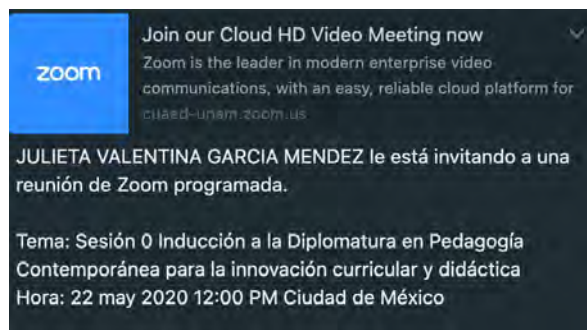 zoom
Join our Cloud HD Video Meeting now
Zoom is the leader in modern enterprise video
communications, with an easy, reliable cloud platform for
cuaed-unam.zoom.us
JULIETA VALENTINA GARCIA MENDEZ le está invitando a una
reunión de Zoom programada.
Tema: Sesión 0 Inducción a la Diplomatura en Pedagogía
Contemporánea para la innovación curricular y didáctica
Hora: 22 may 2020 12:00 PM Ciudad de México